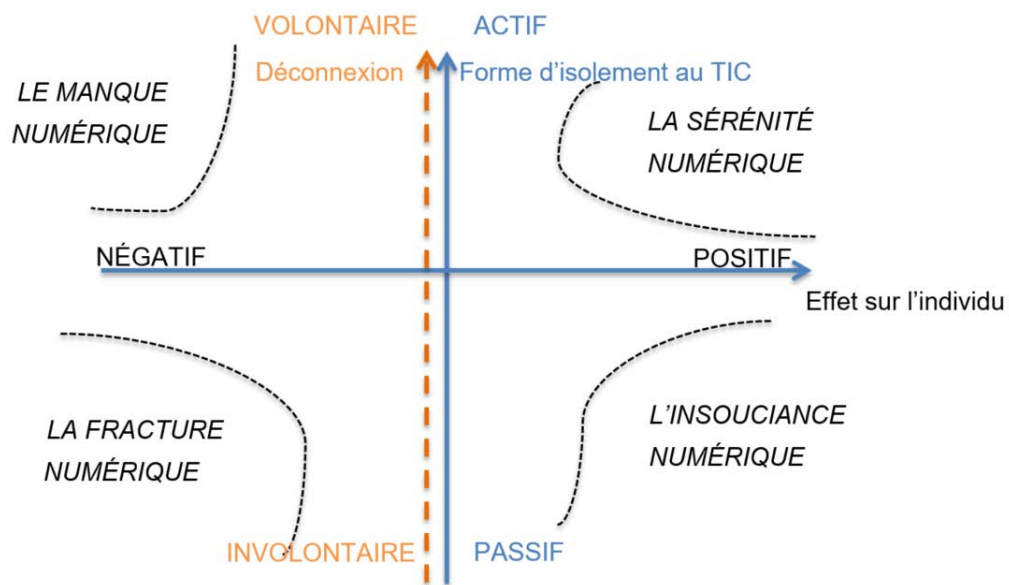 VOLONTAIRE
ACTIF
Déconnexion
Forme d'isolement au TIC
LE MANQUE
NUMÉRIQUE
LA SÉRÉNITÉ
NUMÉRIQUE
NÉGATIF
POSITIF
Effet sur l'individu
LA FRACTURE
NUMÉRIQUE
L'INSOUCIANCE
NUMÉRIQUE
INVOLONTAIRE
PASSIF